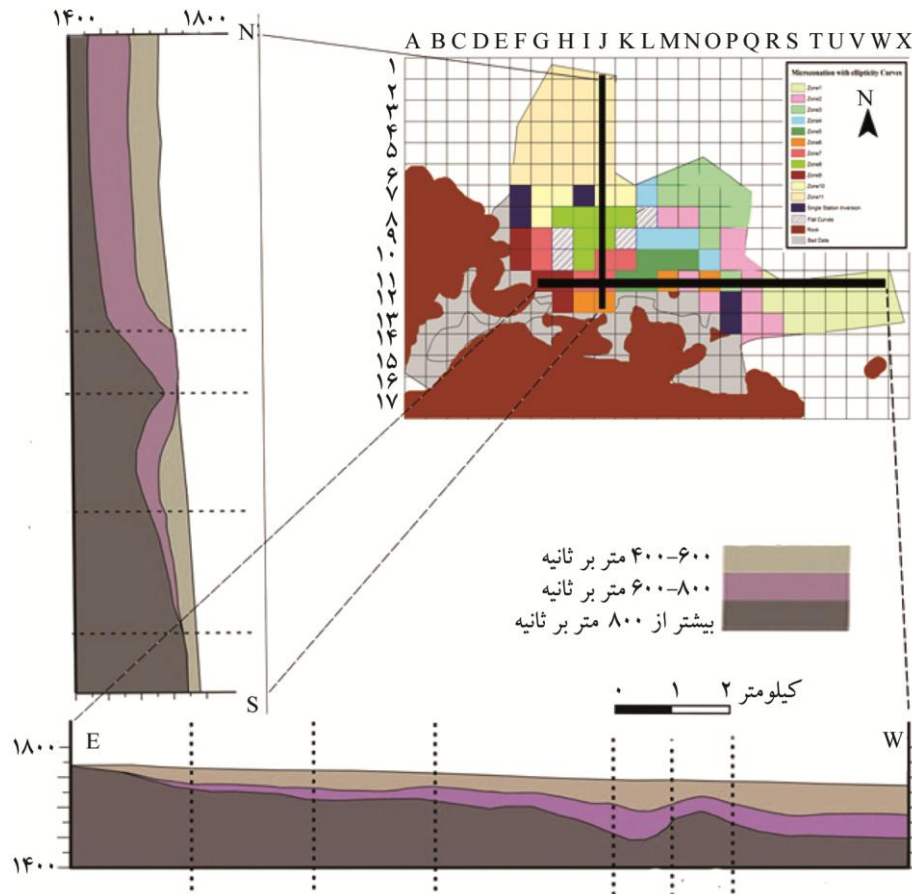 ۱۴۰۰ ۱۸۰۰
N
S
A B C D E F G H I J K L M N O P Q R S T U V W X
۱
۲
۳
۴
۵
۶
۷
۸
۹
۱۰
۱۱
۱۲
۱۳
۱۴
۱۵
۱۶
۱۷
Microzonation with ellipticity Curves
Zone1
Zone2
Zone3
Zone4
Zone5
Zone6
Zone7
Zone8
Zone9
Zone10
Zone11
Single Station Inversion
Flat Curves
Rock
Bad Data
N
۴۰۰-۶۰۰ متر بر ثانیه
۶۰۰-۸۰۰ متر بر ثانیه
بیشتر از ۸۰۰ متر بر ثانیه
۰ ۱ ۲ کیلومتر
۱۸۰۰
E
W
۱۴۰۰